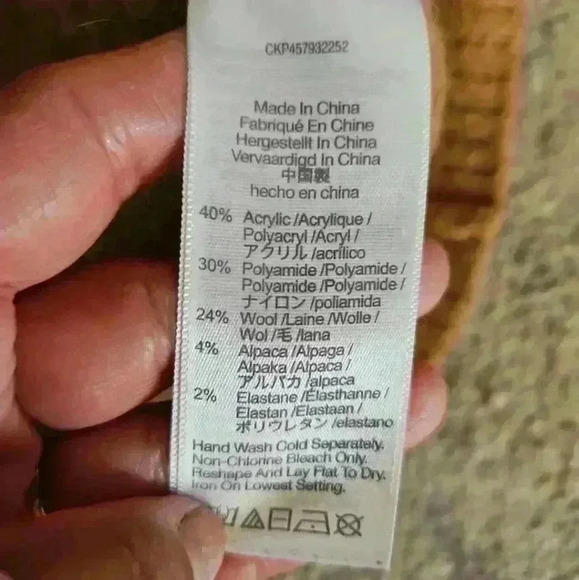 CKP457932252
Made In China
Fabriqué En Chine
Hergestellt In China
Vervaardigd In China
中国製
hecho en china
40% Acrylic /Acrylique /
Polyacryl /Acryl /
アクリル /acrílico
30% Polyamide /Polyamide /
Polyamide /Polyamide /
ナイロン /poliamida
24% Wool /Laine /Wolle /
Wol /毛 /lana
4% Alpaca /Alpaga /
Alpaka /Alpaca /
アルパカ /alpaca
2% Elastane /Élasthanne /
Elastan /Elastaan /
ポリウレタン /elastano
Hand Wash Cold Separately.
Non-Chlorine Bleach Only.
Reshape And Lay Flat To Dry.
Iron On Lowest Setting.